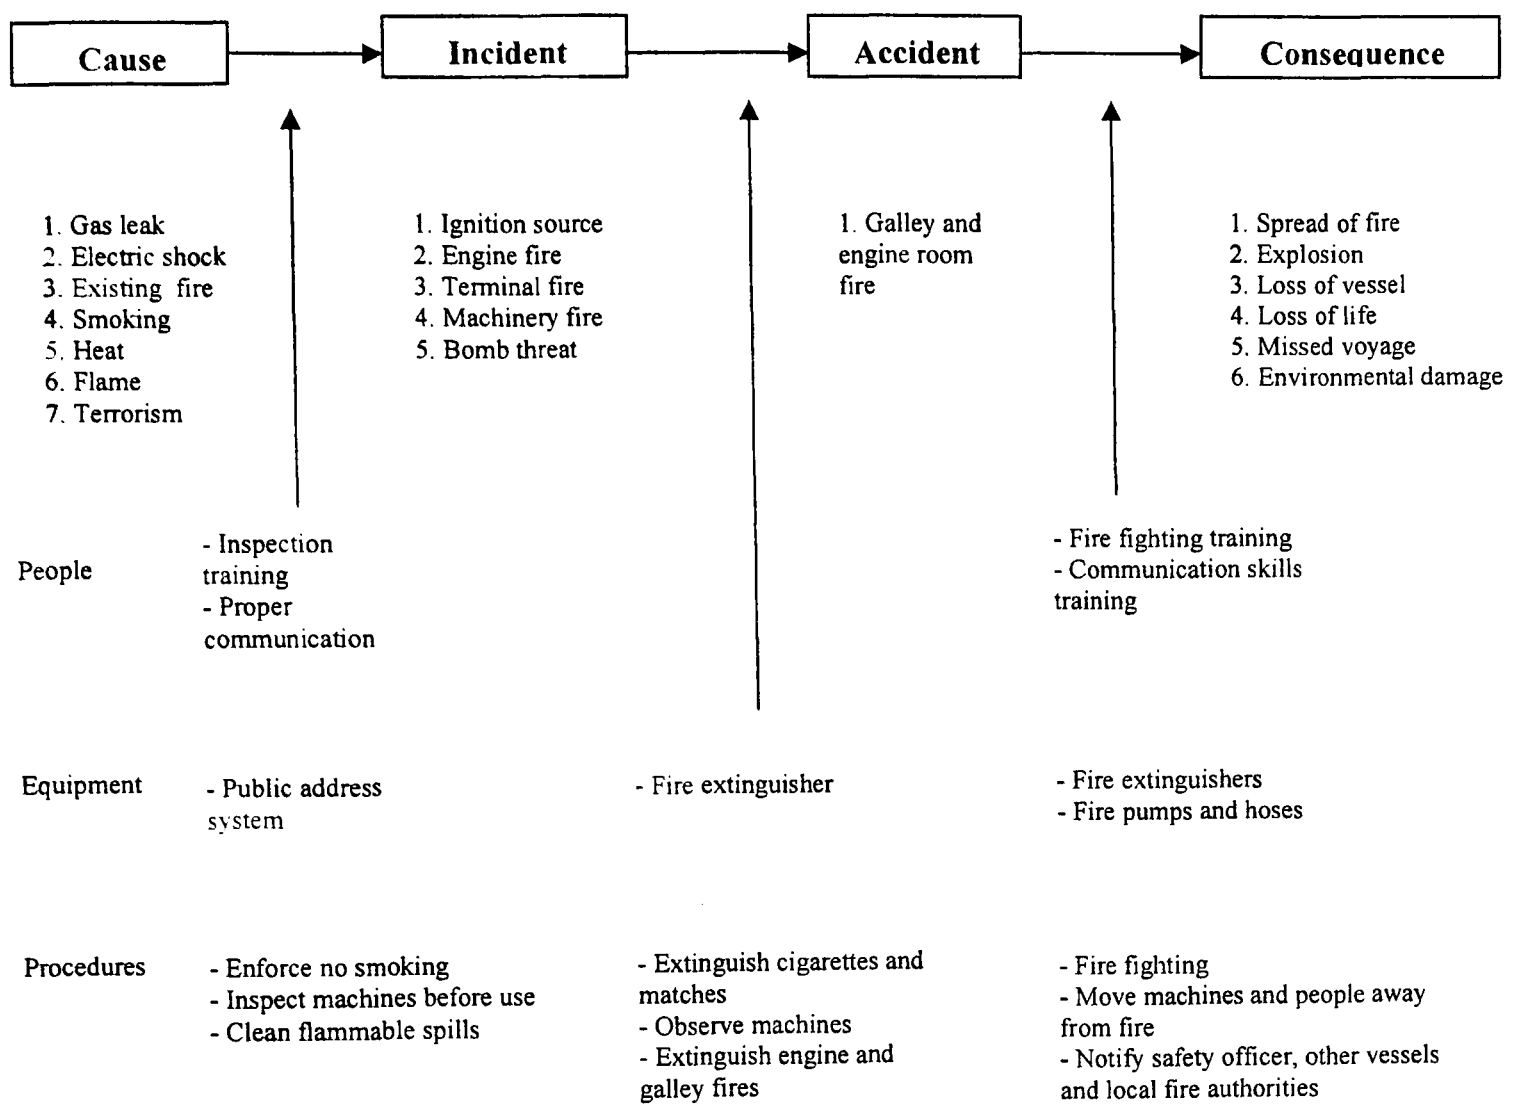 Cause
Incident
Accident
Consequence
1. Gas leak
2. Electric shock
3. Existing fire
4. Smoking
5. Heat
6. Flame
7. Terrorism
1. Ignition source
2. Engine fire
3. Terminal fire
4. Machinery fire
5. Bomb threat
1. Galley and
engine room
fire
1. Spread of fire
2. Explosion
3. Loss of vessel
4. Loss of life
5. Missed voyage
6. Environmental damage
People
- Inspection
training
- Proper
communication
- Fire fighting training
- Communication skills
training
Equipment
- Public address
system
- Fire extinguisher
- Fire extinguishers
- Fire pumps and hoses
Procedures
- Enforce no smoking
- Inspect machines before use
- Clean flammable spills
- Extinguish cigarettes and
matches
- Observe machines
- Extinguish engine and
galley fires
- Fire fighting
- Move machines and people away
from fire
- Notify safety officer, other vessels
and local fire authorities